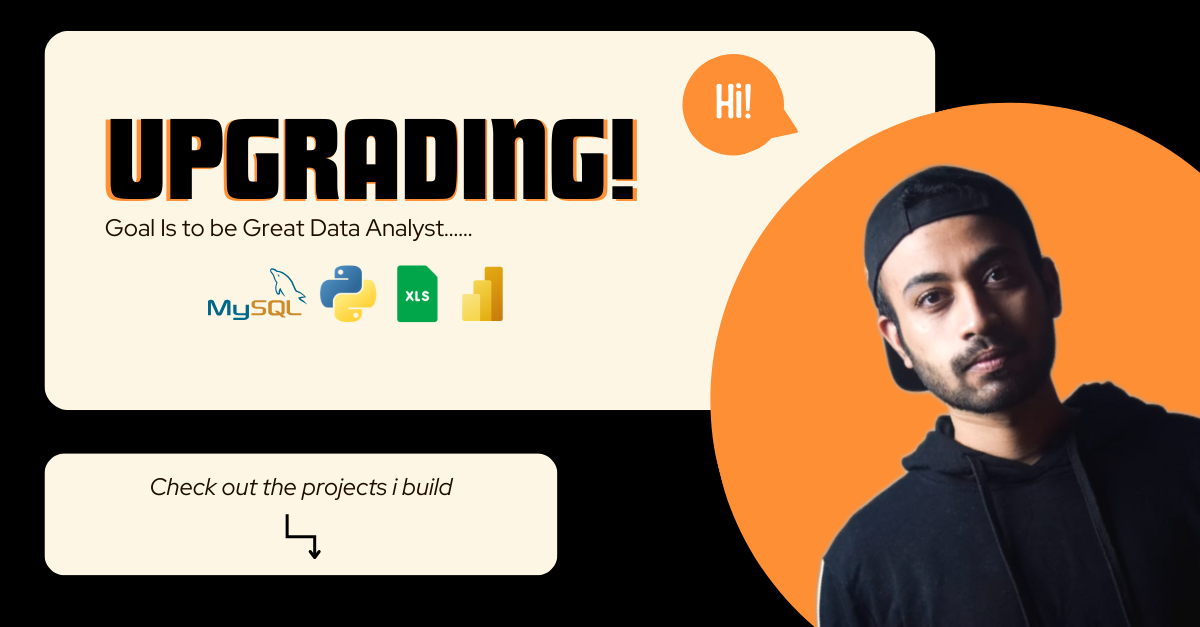 Hi!
UPGRADING!
Goal Is to be Great Data Analyst......
MySQL
XLS
Check out the projects i build